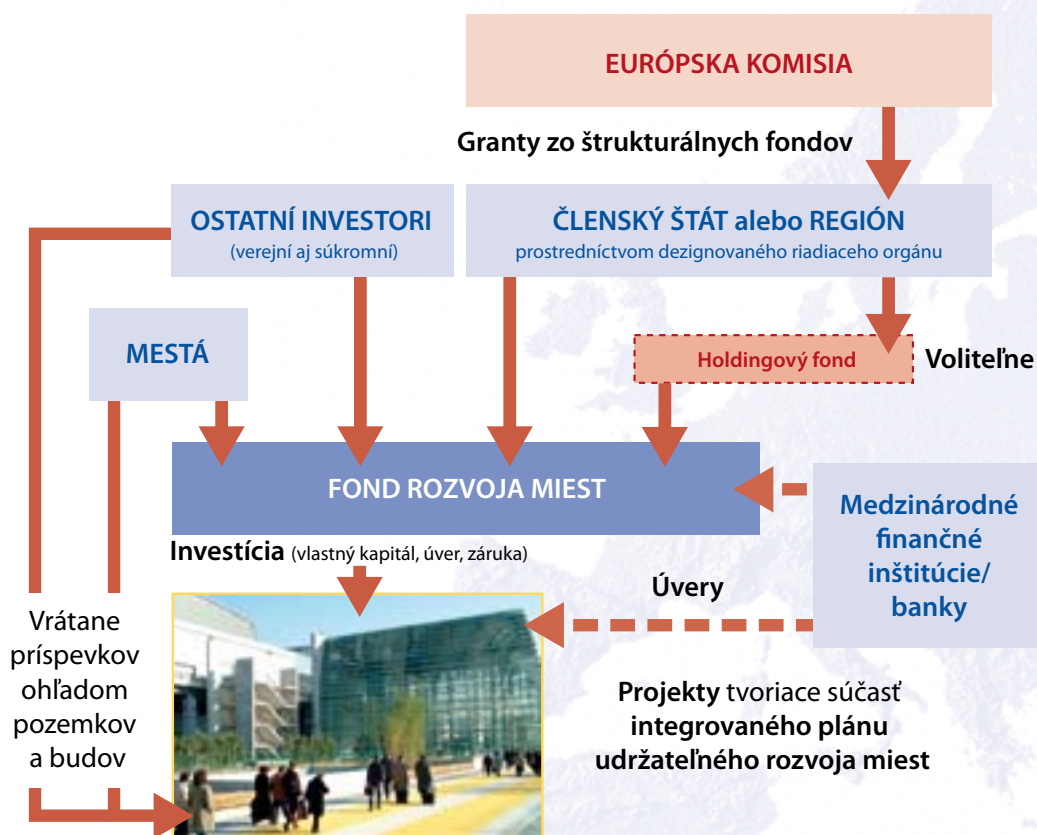 EURÓPSKA KOMISIA
Granty zo štrukturálnych fondov
OSTATNÍ INVESTORI
(verejní aj súkromní)
ČLENSKÝ ŠTÁT alebo REGIÓN
prostredníctvom dezignovaného riadiaceho orgánu
MESTÁ
Holdingový fond
Voliteľne
FOND ROZVOJA MIEST
Medzinárodné
finančné
inštitúcie/
banky
Investícia (vlastný kapitál, úver, záruka)
Úvery
Vrátane
príspevkov
ohľadom
pozemkov
a budov
Projekty tvoriace súčasť
integrovaného plánu
udržateľného rozvoja miest